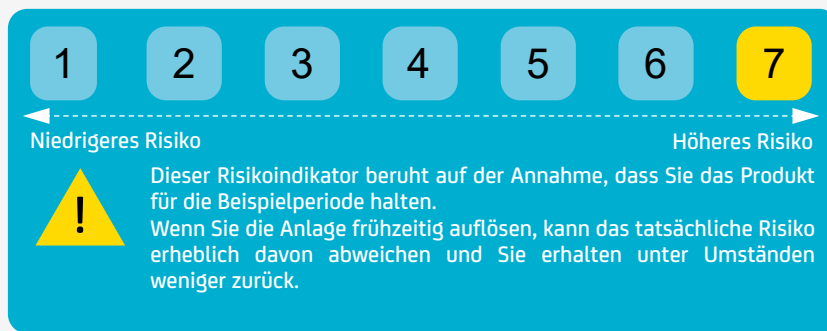 1 2 3 4 5 6 7
Niedrigeres Risiko Höheres Risiko
!
Dieser Risikoindikator beruht auf der Annahme, dass Sie das Produkt
für die Beispielperiode halten.
Wenn Sie die Anlage frühzeitig auflösen, kann das tatsächliche Risiko
erheblich davon abweichen und Sie erhalten unter Umständen
weniger zurück.